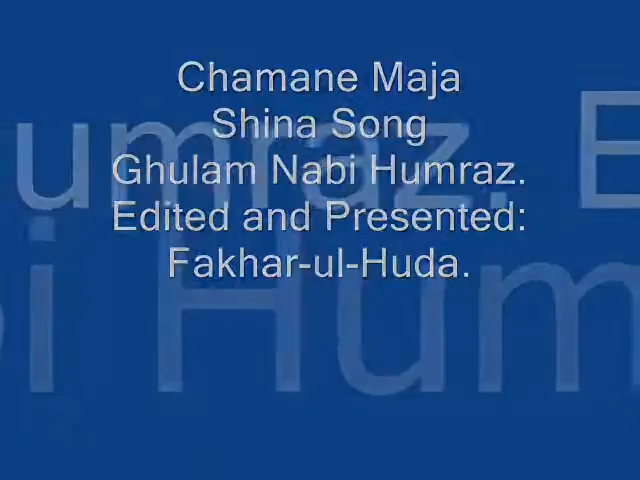 Chamane Maja
Shina Song
Ghulam Nabi Humraz.
Edited and Presented:
Fakhar-ul-Huda.